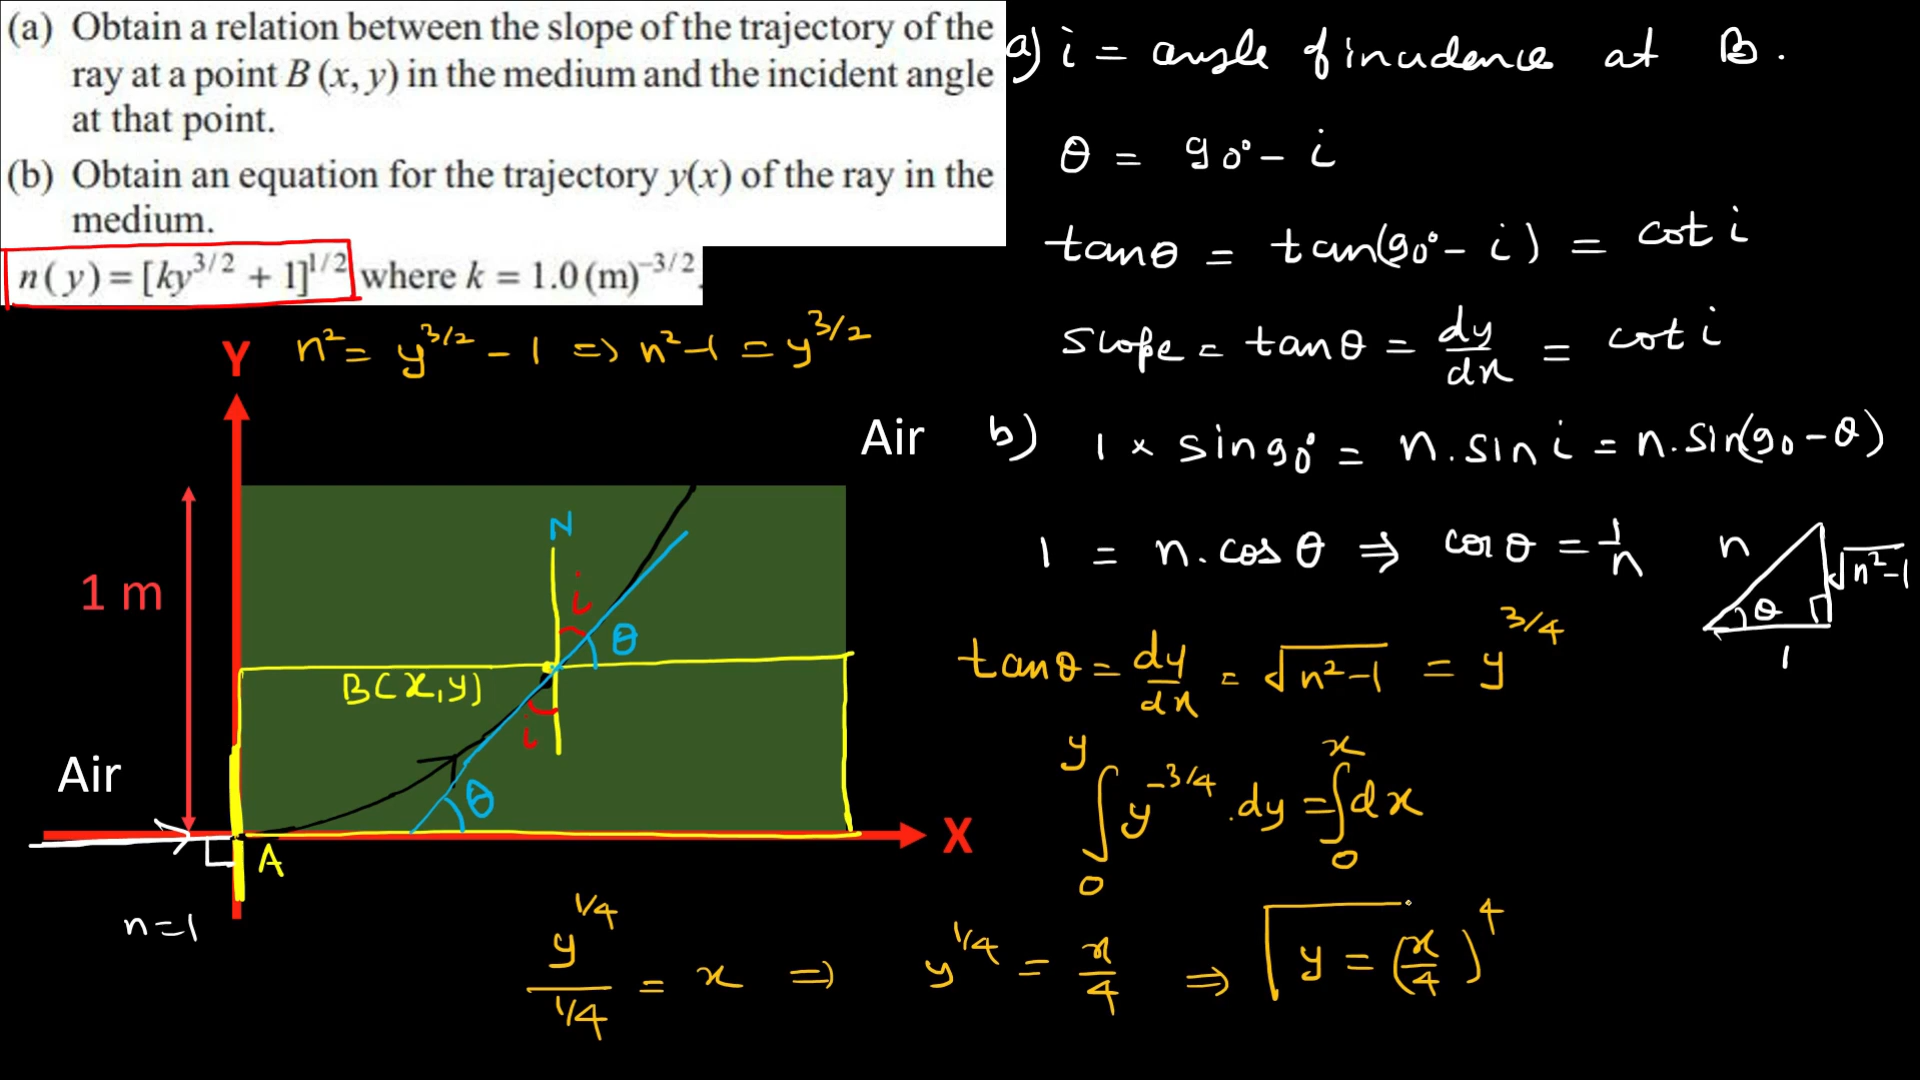 (a) Obtain a relation between the slope of the trajectory of the
ray at a point B (x, y) in the medium and the incident angle
at that point.
(b) Obtain an equation for the trajectory y(x) of the ray in the
medium.
n(y) = [ky^{3/2} + 1]^{1/2} where k = 1.0 (m)^{-3/2}.
n² = y^{3/2} - 1 => n²-1 = y^{3/2}
Y
Air
1 m
N
i
θ
B(x,y)
i
Air
θ
X
A
n=1
a) i = angle of incidence at B.
θ = 90° - i
tanθ = tan(90° - i) = cot i
slope = tanθ = dy/dx = cot i
b) 1 × sin90° = n.sin i = n.sin(90-θ)
1 = n.cosθ ⇒ cosθ = 1/n
n
√n²-1
θ
1
tanθ = dy/dx = √n²-1 = y^{3/4}
∫₀^y y^{-3/4}.dy = ∫₀^x dx
y^{1/4}/1/4 = x => y^{1/4} = x/4 ⇒ y = (x/4)^4